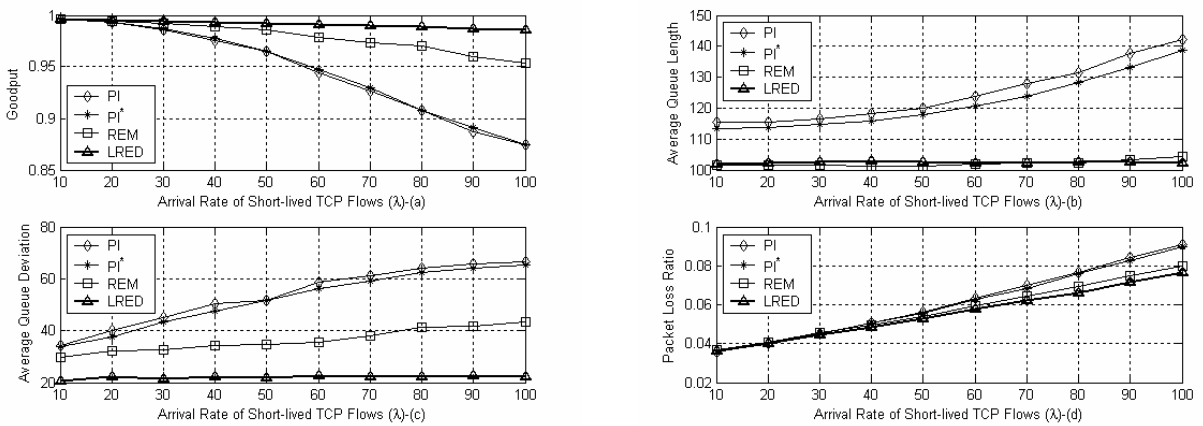 1
0.95
0.9
0.85
Goodput
PI
PI*
REM
LRED
10 20 30 40 50 60 70 80 90 100
Arrival Rate of Short-lived TCP Flows (λ)-(a)
150
140
130
120
110
100
Average Queue Length
PI
PI*
REM
LRED
10 20 30 40 50 60 70 80 90 100
Arrival Rate of Short-lived TCP Flows (λ)-(b)
80
60
40
20
Average Queue Deviation
PI
PI*
REM
LRED
10 20 30 40 50 60 70 80 90 100
Arrival Rate of Short-lived TCP Flows (λ)-(c)
0.1
0.08
0.06
0.04
0.02
Packet Loss Ratio
PI
PI*
REM
LRED
10 20 30 40 50 60 70 80 90 100
Arrival Rate of Short-lived TCP Flows (λ)-(d)